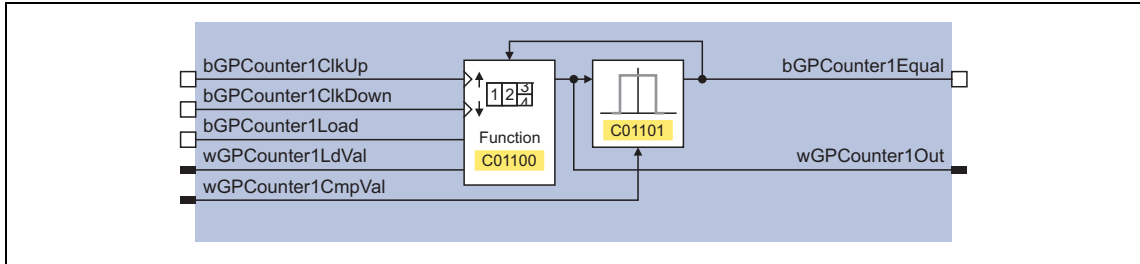 bGPCounter1ClkUp
bGPCounter1ClkDown
bGPCounter1Load
wGPCounter1LdVal
wGPCounter1CmpVal
1 2 3 4
Function
C01100
C01101
bGPCounter1Equal
wGPCounter1Out